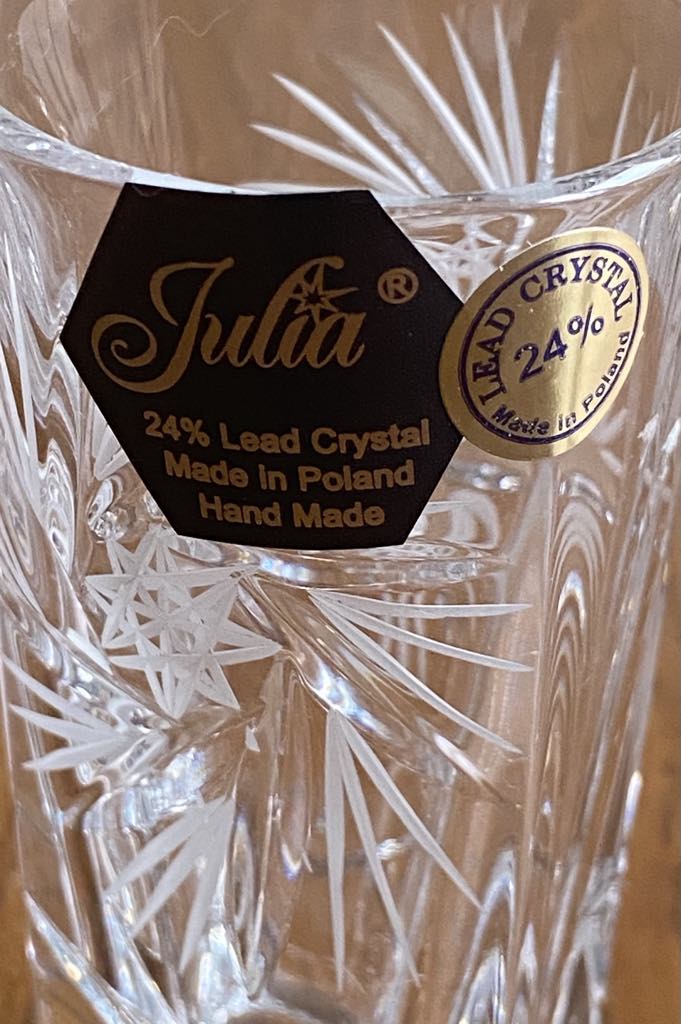 Julia®
24% Lead Crystal
Made in Poland
Hand Made
LEAD CRYSTAL
24%
Made in Poland